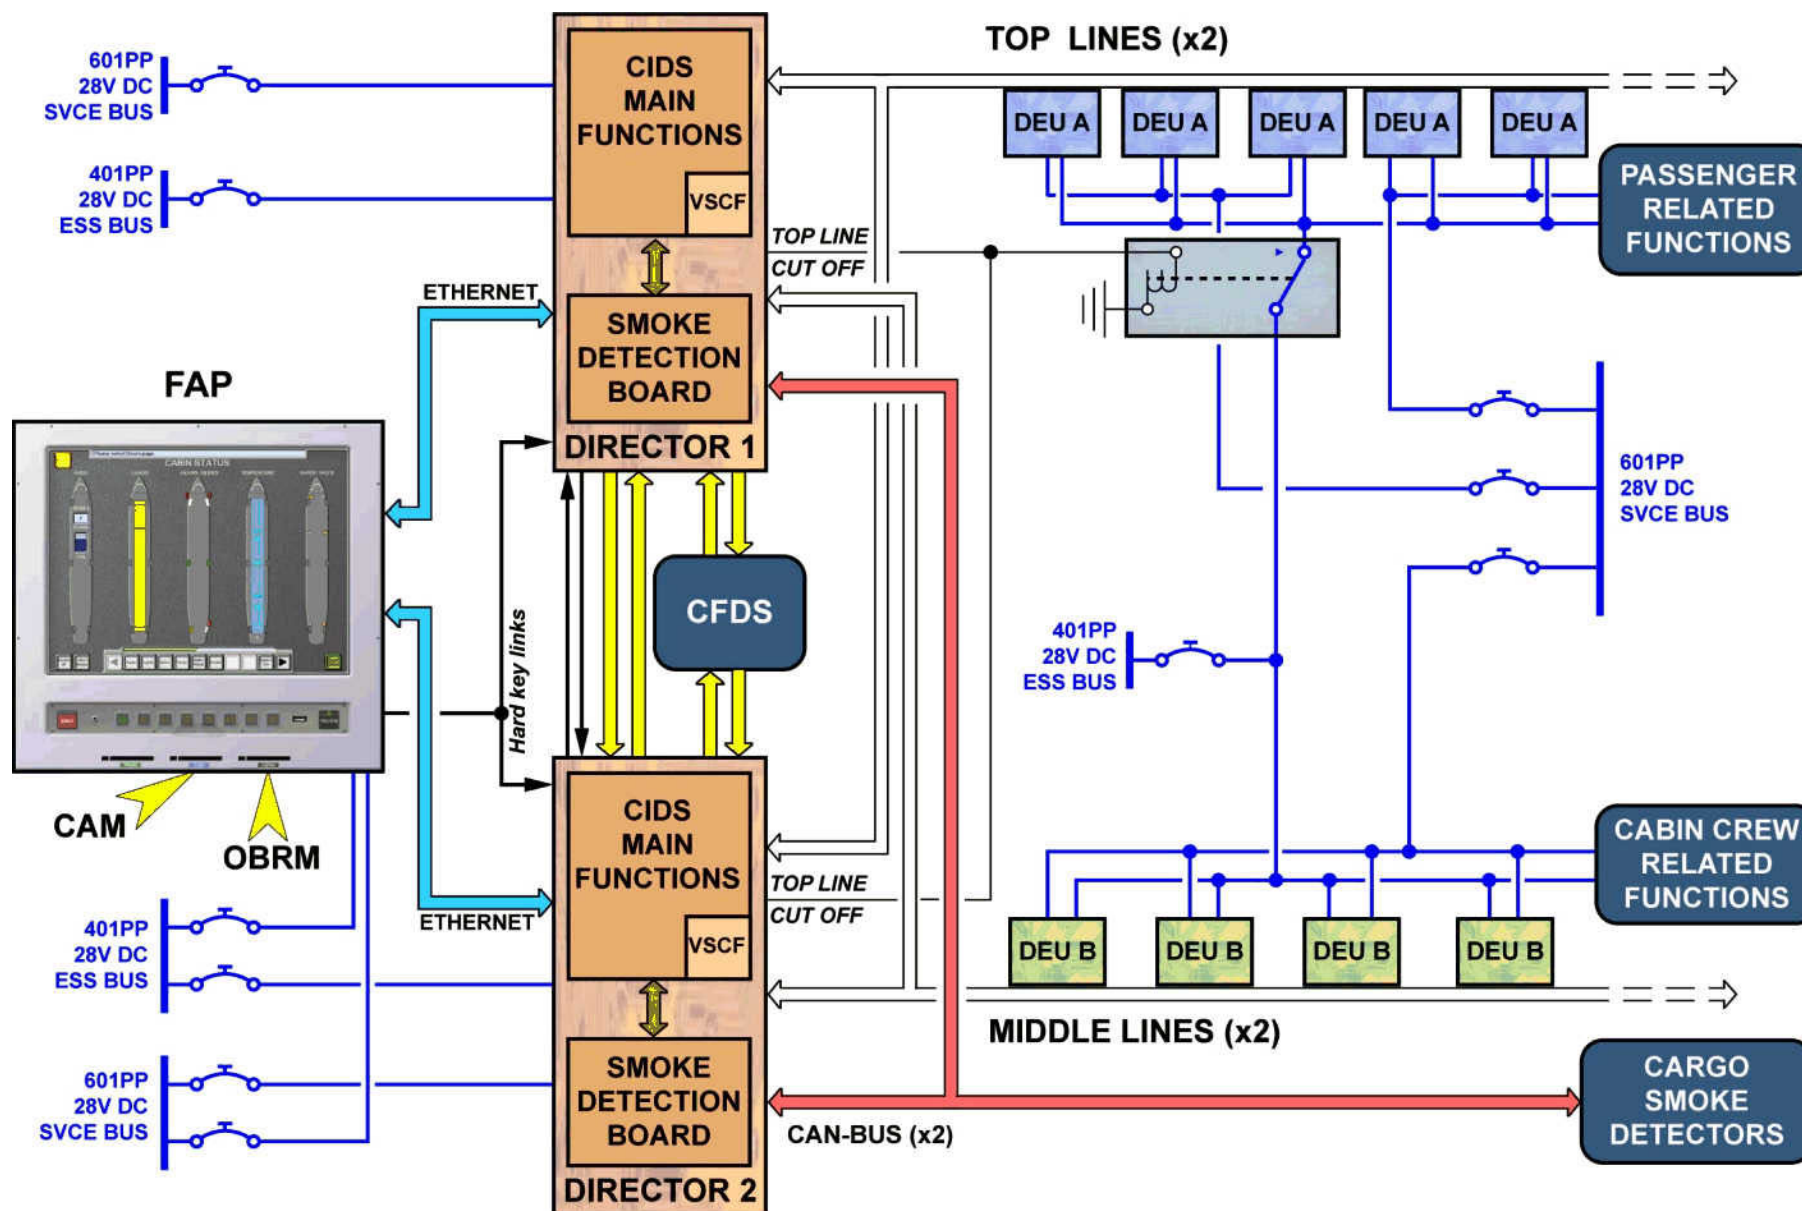 TOP LINES (x2)
601PP
28V DC
SVCE BUS
401PP
28V DC
ESS BUS
CIDS
MAIN
FUNCTIONS
VSCF
SMOKE
DETECTION
BOARD
DIRECTOR 1
TOP LINE
CUT OFF
ETHERNET
DEU A
DEU A
DEU A
DEU A
DEU A
PASSENGER
RELATED
FUNCTIONS
FAP
CABIN STATUS
CAM
OBRM
Hard key links
CFDS
601PP
28V DC
SVCE BUS
401PP
28V DC
ESS BUS
CIDS
MAIN
FUNCTIONS
VSCF
SMOKE
DETECTION
BOARD
DIRECTOR 2
TOP LINE
CUT OFF
ETHERNET
401PP
28V DC
ESS BUS
601PP
28V DC
SVCE BUS
CABIN CREW
RELATED
FUNCTIONS
DEU B
DEU B
DEU B
DEU B
MIDDLE LINES (x2)
CAN-BUS (x2)
CARGO
SMOKE
DETECTORS